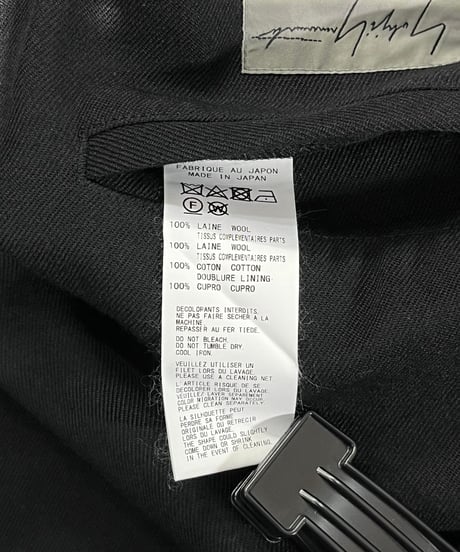 Yohji Yamamoto
FABRIQUE AU JAPON
MADE IN JAPAN
F W
100% LAINE WOOL
TISSUS COMPLEMENTAIRES PARTS
100% LAINE WOOL
TISSUS COMPLEMENTAIRES PARTS
100% COTON COTTON
DOUBLURE LINING
100% CUPRO CUPRO
DECOLORANTS INTERDITS.
NE PAS FAIRE SECHER A LA
MACHINE.
REPASSER AU FER TIEDE.
DO NOT BLEACH.
DO NOT TUMBLE DRY.
COOL IRON.
VEUILLEZ UTILISER UN
FILET LORS DU LAVAGE.
PLEASE USE A CLEANING NET
L'ARTICLE RISQUE DE SE
DECOLORER LORS DU LAVAGE.
VEUILLEZ LAVER SEPAREMENT
COLOR MIGRATION MAY OCCUR.
PLEASE CLEAN SEPARATELY
LA SILHOUETTE PEUT
PERDRE SA FORME
ORIGINALE OU RETRECIR
LORS DU LAVAGE.
THE SHAPE COULD SLIGHTLY
COME DOWN OR SHRINK
IN THE EVENT OF CLEANING.